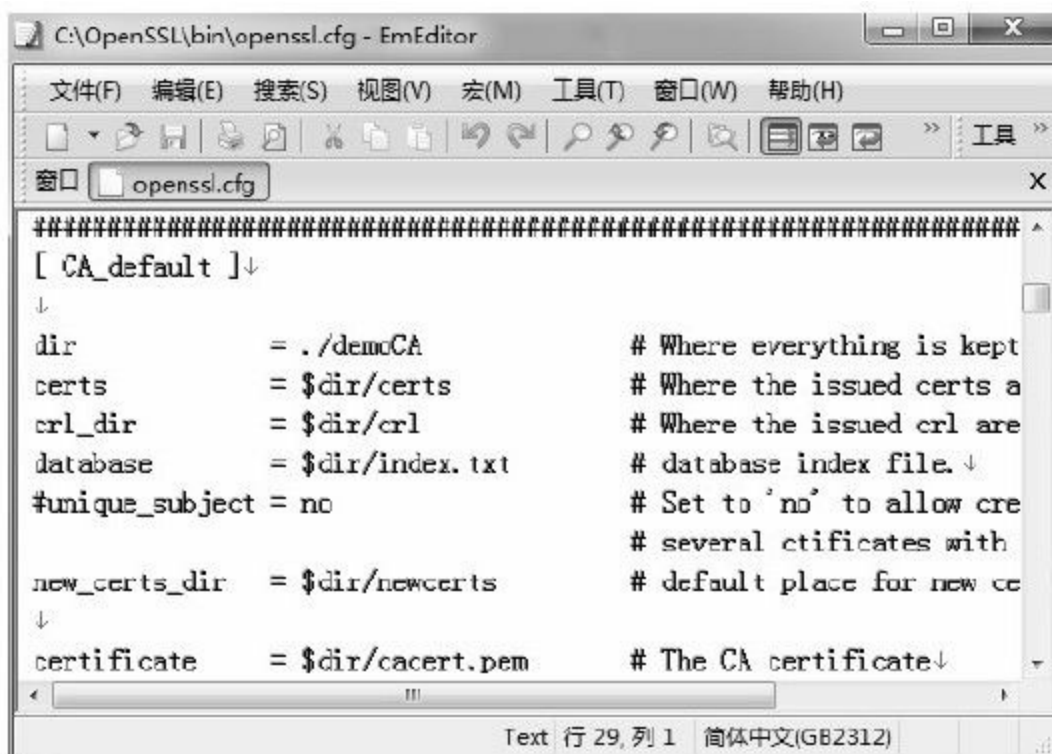 C:\OpenSSL\bin\openssl.cfg - EmEditor
文件(F) 编辑(E) 搜索(S) 视图(V) 宏(M) 工具(T) 窗口(W) 帮助(H)
工具
窗口 openssl.cfg
####################################################################
[ CA_default ]↓
↓
dir = ./demoCA # Where everything is kept
certs = $dir/certs # Where the issued certs a
crl_dir = $dir/crl # Where the issued crl are
database = $dir/index.txt # database index file.↓
#unique_subject = no # Set to 'no' to allow cre
# several ctificates with
new_certs_dir = $dir/newcerts # default place for new ce
↓
certificate = $dir/cacert.pem # The CA certificate↓
Text 行 29, 列 1 简体中文(GB2312)